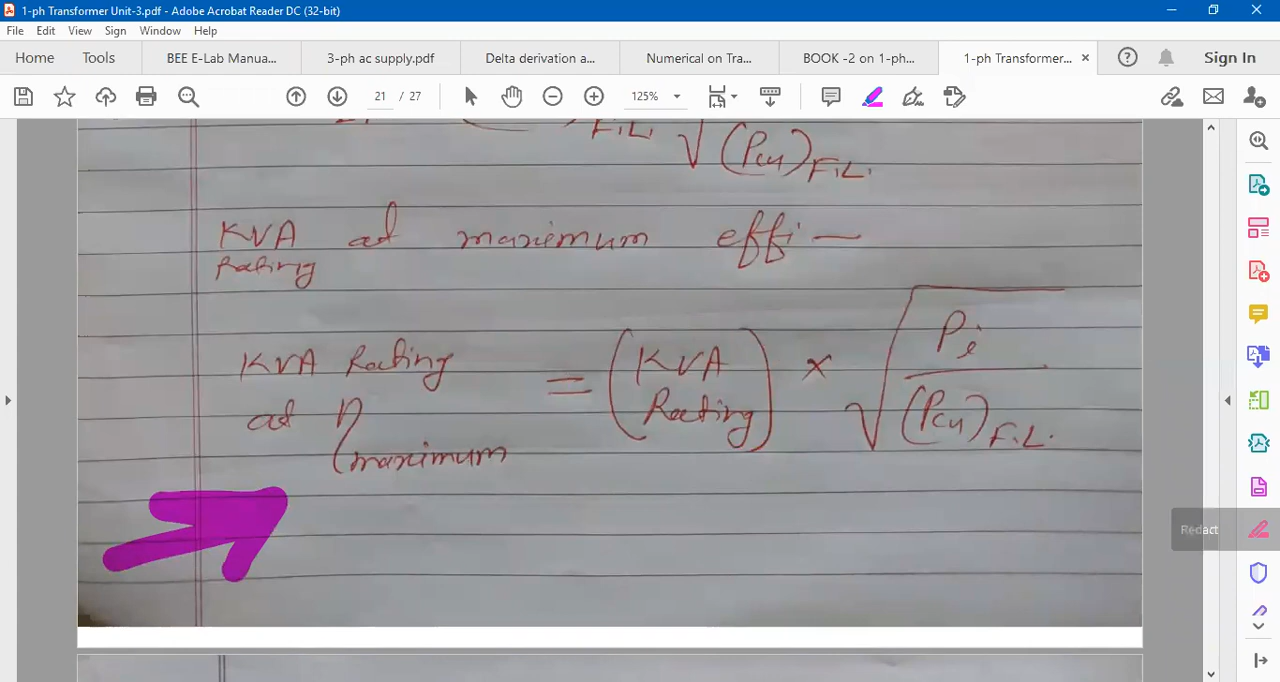 1-ph Transformer Unit-3.pdf - Adobe Acrobat Reader DC (32-bit)
File Edit View Sign Window Help
Home Tools BEE E-Lab Manua... 3-ph ac supply.pdf Delta derivation a... Numerical on Tra... BOOK -2 on 1-ph... 1-ph Transformer... × Sign In
21 / 27 125%
F.L.
√ (Pcu)F.L.
KVA at maximum effi —
Rating
KVA Rating at η maximum = (KVA Rating) × √ Pi / (Pcu)F.L.
Redact